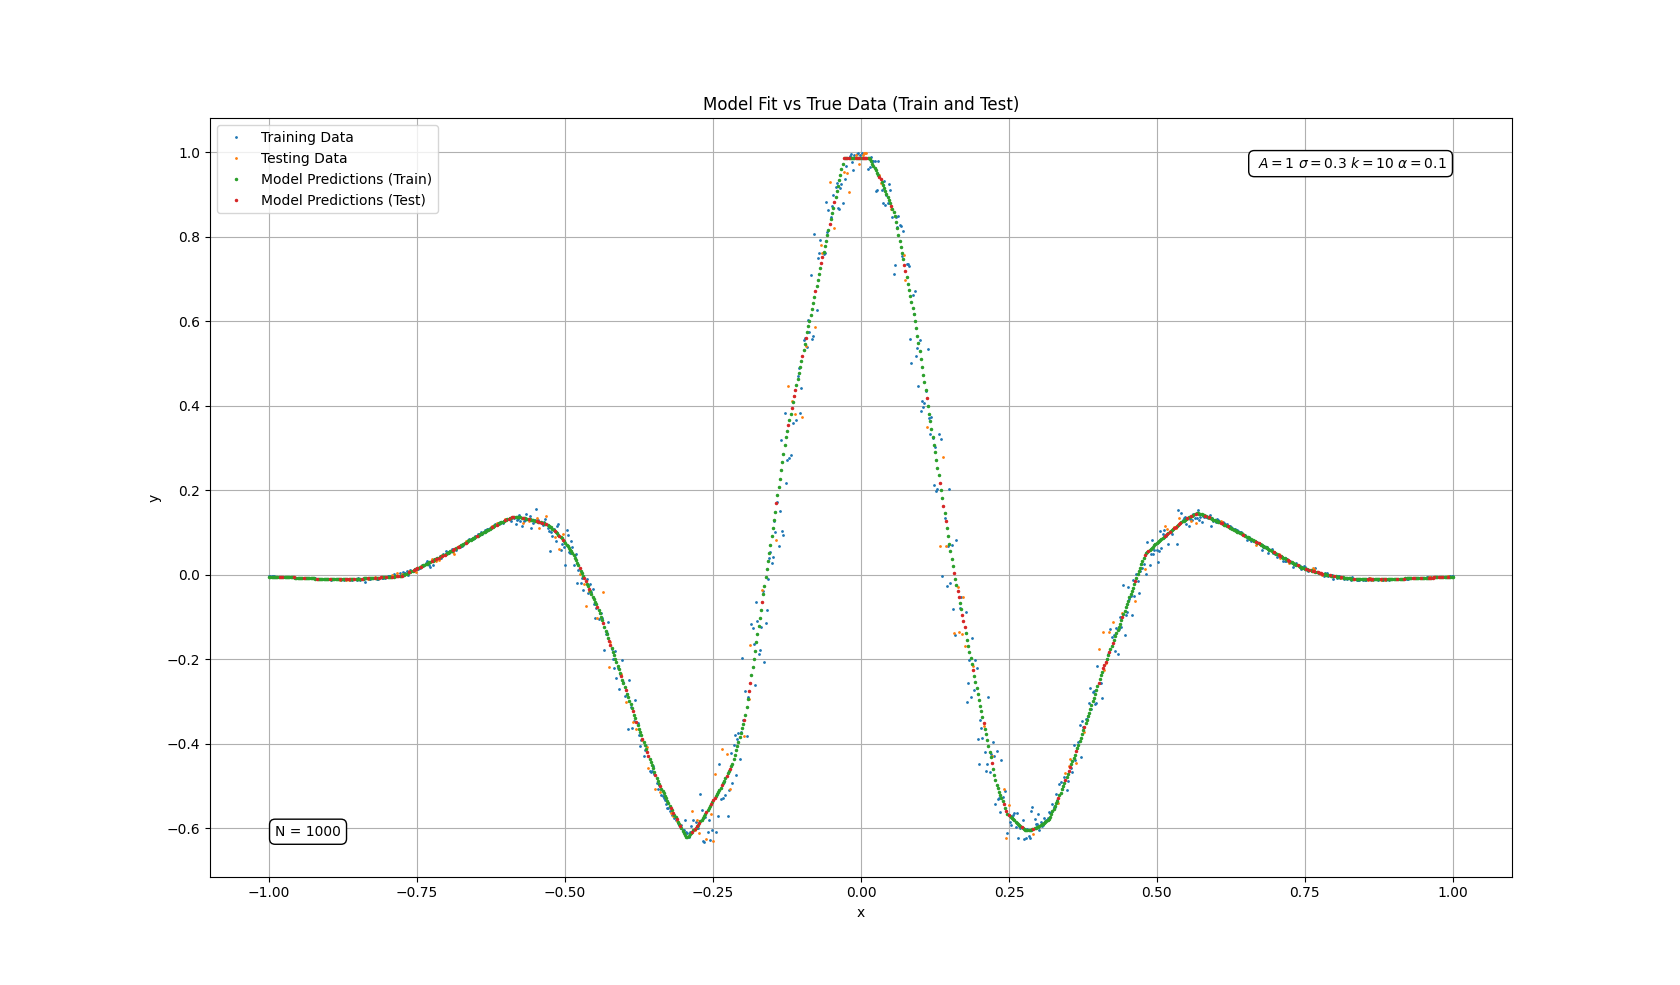 Model Fit vs True Data (Train and Test)
Training Data
Testing Data
Model Predictions (Train)
Model Predictions (Test)
A = 1 σ = 0.3 k = 10 α = 0.1
1.0
0.8
0.6
0.4
0.2
0.0
−0.2
−0.4
−0.6
y
N = 1000
−1.00 −0.75 −0.50 −0.25 0.00 0.25 0.50 0.75 1.00
x